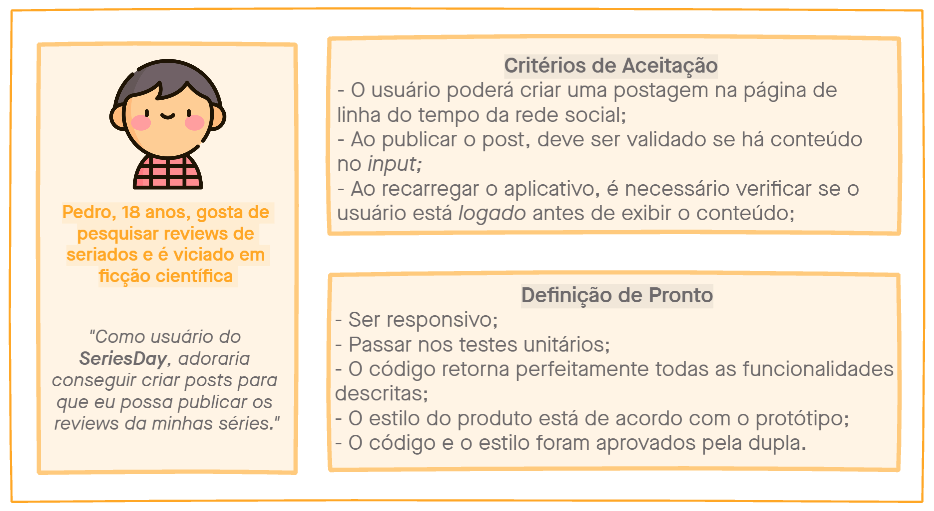 Pedro, 18 anos, gosta de
pesquisar reviews de
seriados e é viciado em
ficção científica
"Como usuário do
SeriesDay, adoraria
conseguir criar posts para
que eu possa publicar os
reviews da minhas séries."
Critérios de Aceitação
- O usuário poderá criar uma postagem na página de
linha do tempo da rede social;
- Ao publicar o post, deve ser validado se há conteúdo
no input;
- Ao recarregar o aplicativo, é necessário verificar se o
usuário está logado antes de exibir o conteúdo;
Definição de Pronto
- Ser responsivo;
- Passar nos testes unitários;
- O código retorna perfeitamente todas as funcionalidades
descritas;
- O estilo do produto está de acordo com o protótipo;
- O código e o estilo foram aprovados pela dupla.